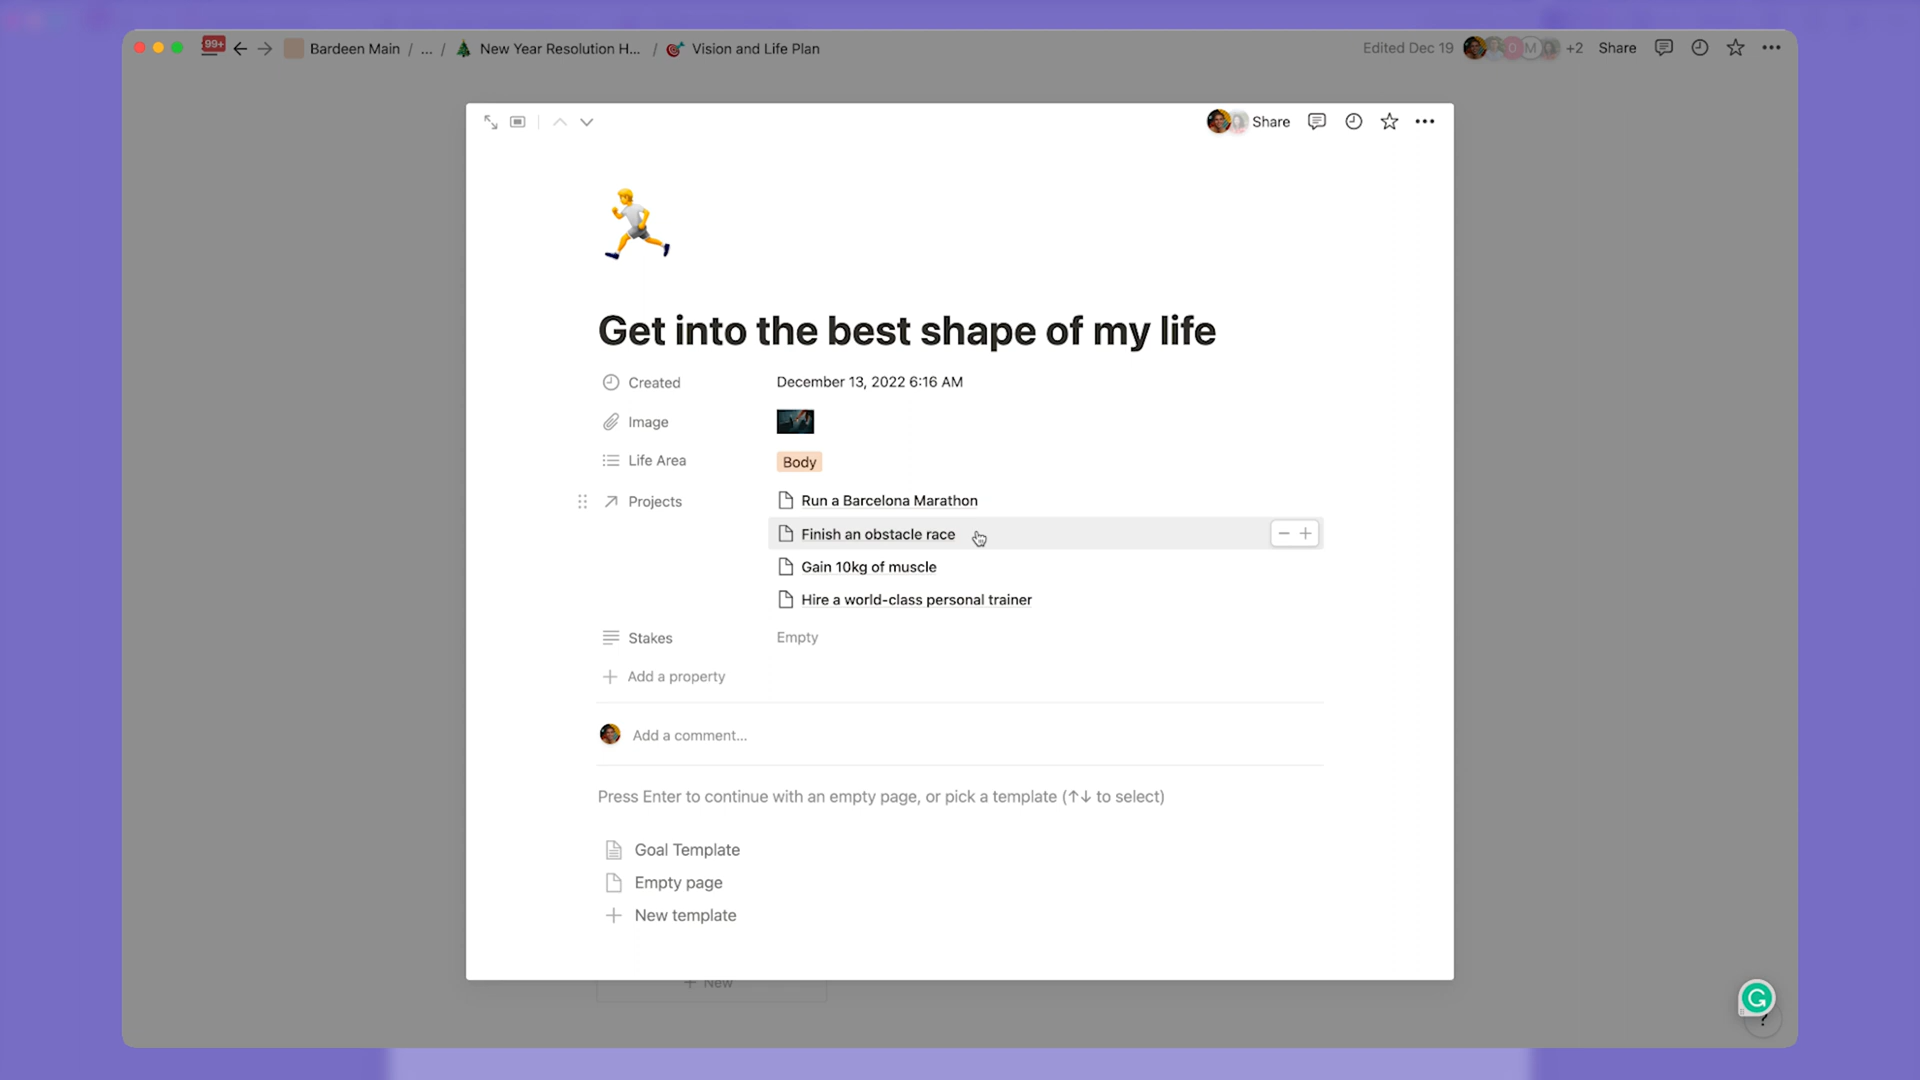 99+ Bardeen Main / ... / New Year Resolution H... / Vision and Life Plan Edited Dec 19 M +2 Share
Share
Get into the best shape of my life
Created December 13, 2022 6:16 AM
Image
Life Area Body
Projects Run a Barcelona Marathon
Finish an obstacle race
Gain 10kg of muscle
Hire a world-class personal trainer
Stakes Empty
Add a property
Add a comment...
Press Enter to continue with an empty page, or pick a template (↑↓ to select)
Goal Template
Empty page
New template
+ New
G
?